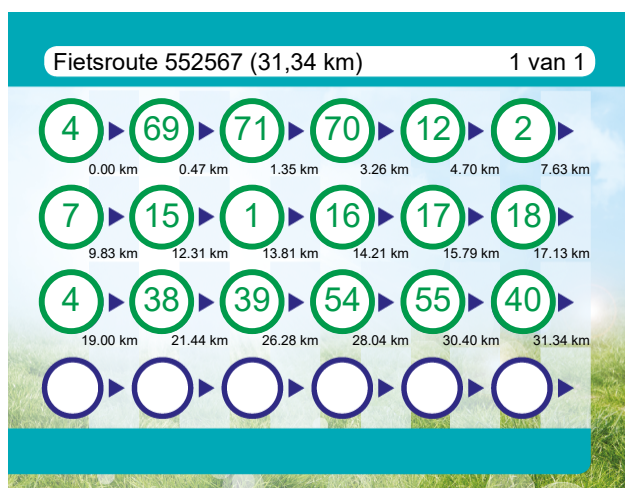 Fietsroute 552567 (31,34 km) 1 van 1
4 69 71 70 12 2
0.00 km 0.47 km 1.35 km 3.26 km 4.70 km 7.63 km
7 15 1 16 17 18
9.83 km 12.31 km 13.81 km 14.21 km 15.79 km 17.13 km
4 38 39 54 55 40
19.00 km 21.44 km 26.28 km 28.04 km 30.40 km 31.34 km